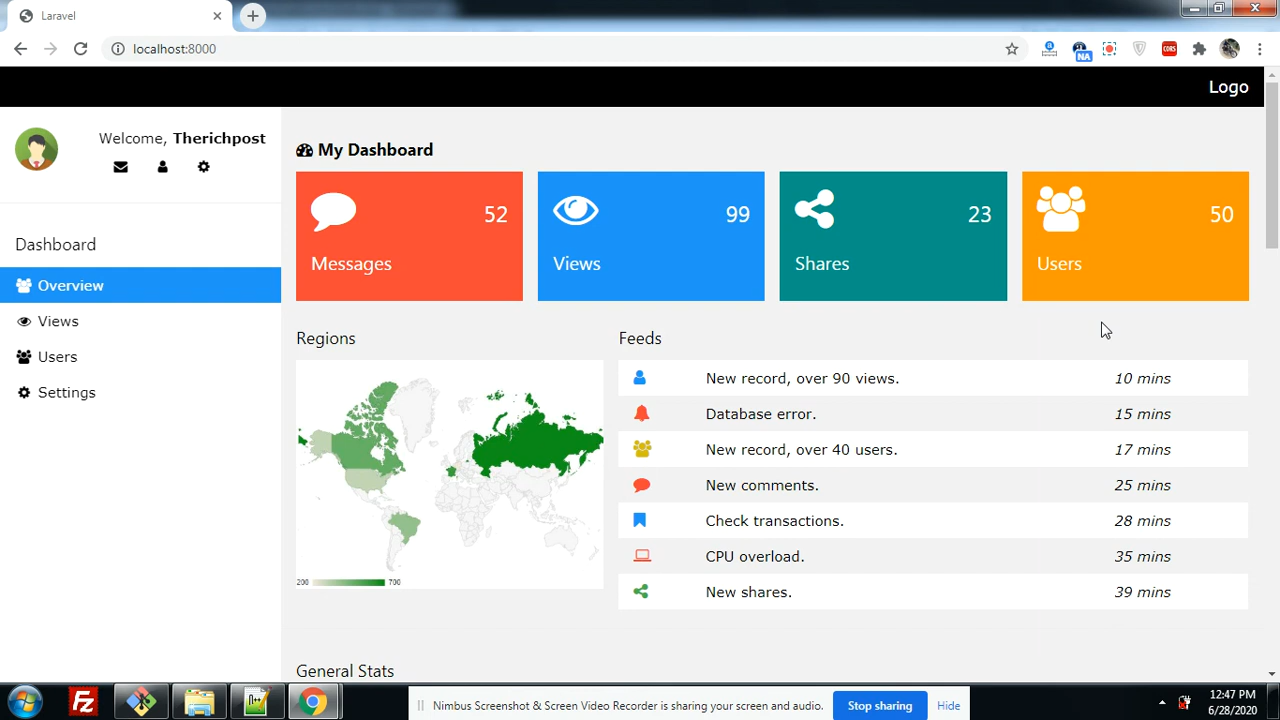 Laravel
localhost:8000
NA
CORS
Logo
Welcome, Therichpost
Dashboard
Overview
Views
Users
Settings
My Dashboard
52
Messages
99
Views
23
Shares
50
Users
Regions
200
700
Feeds
New record, over 90 views. 10 mins
Database error. 15 mins
New record, over 40 users. 17 mins
New comments. 25 mins
Check transactions. 28 mins
CPU overload. 35 mins
New shares. 39 mins
General Stats
Nimbus Screenshot & Screen Video Recorder is sharing your screen and audio. Stop sharing Hide
12:47 PM
6/28/2020